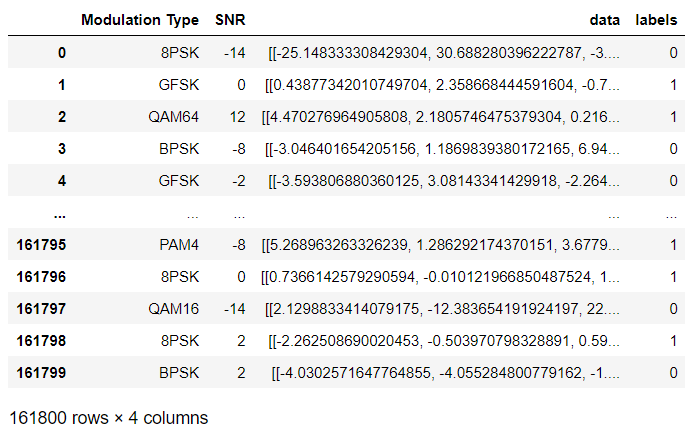 Modulation Type SNR data labels
0 8PSK -14 [[-25.148333308429304, 30.688280396222787, -3.... 0
1 GFSK 0 [[0.43877342010749704, 2.358668444591604, -0.7... 1
2 QAM64 12 [[4.470276964905808, 2.1805746475379304, 0.216... 1
3 BPSK -8 [[-3.046401654205156, 1.1869839380172165, 6.94... 0
4 GFSK -2 [[-3.593806880360125, 3.08143341429918, -2.264... 0
... ... ... ... ...
161795 PAM4 -8 [[5.268963263326239, 1.286292174370151, 3.6779... 1
161796 8PSK 0 [[0.7366142579290594, -0.010121966850487524, 1... 1
161797 QAM16 -14 [[2.1298833414079175, -12.383654191924197, 22.... 0
161798 8PSK 2 [[-2.262508690020453, -0.503970798328891, 0.59... 1
161799 BPSK 2 [[-4.0302571647764855, -4.055284800779162, -1.... 0
161800 rows × 4 columns